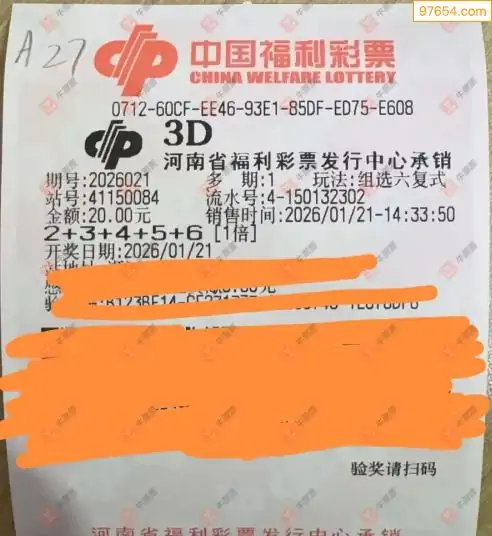 97654.com
A27
中国福利彩票
CHINA WELFARE LOTTERY
0712-60CF-EE46-93E1-85DF-ED75-E608
3D
河南省福利彩票发行中心承销
期号:2026021 多 期:1 玩法:组选六复式
站号:41150084 流水号:4-150132302
金额:20.00元 销售时间:2026/01/21-14:33:50
2+3+4+5+6 [1倍]
开奖日期:2026/01/21
验奖请扫码
河南省福利彩票发行中心承销